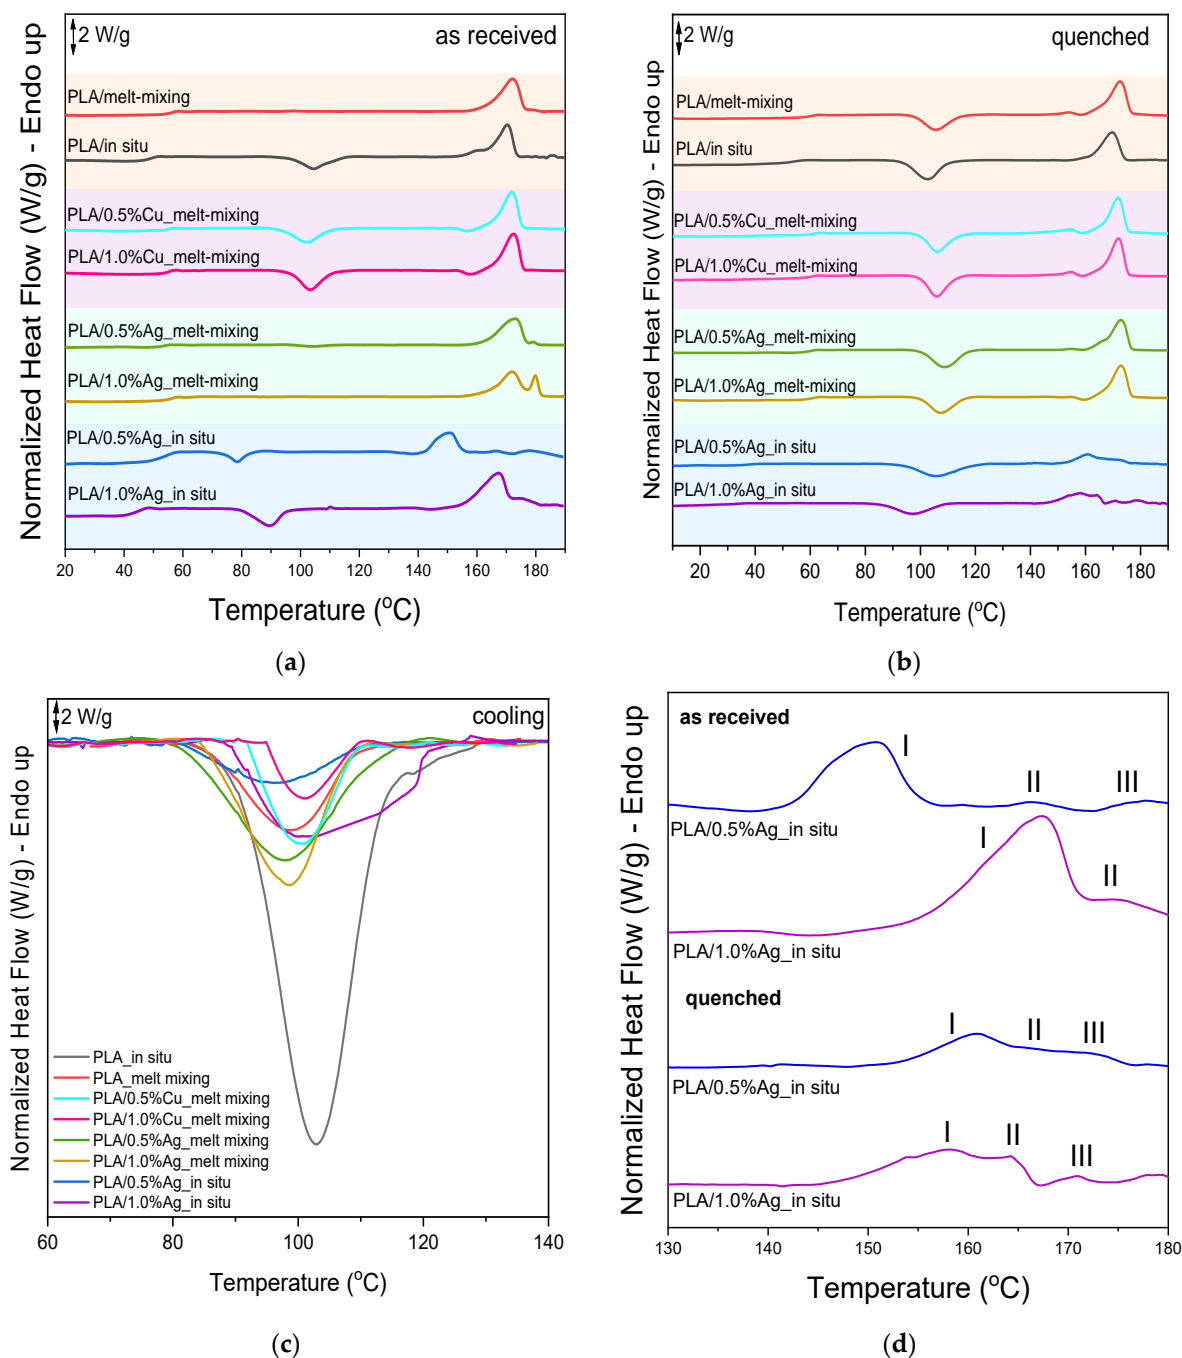 2 W/g
as received
PLA/melt-mixing
PLA/in situ
PLA/0.5%Cu_melt-mixing
PLA/1.0%Cu_melt-mixing
PLA/0.5%Ag_melt-mixing
PLA/1.0%Ag_melt-mixing
PLA/0.5%Ag_in situ
PLA/1.0%Ag_in situ
Normalized Heat Flow (W/g) - Endo up
20 40 60 80 100 120 140 160 180
Temperature (°C)
(a)
2 W/g
quenched
PLA/melt-mixing
PLA/in situ
PLA/0.5%Cu_melt-mixing
PLA/1.0%Cu_melt-mixing
PLA/0.5%Ag_melt-mixing
PLA/1.0%Ag_melt-mixing
PLA/0.5%Ag_in situ
PLA/1.0%Ag_in situ
Normalized Heat Flow (W/g) - Endo up
20 40 60 80 100 120 140 160 180
Temperature (°C)
(b)
2 W/g
cooling
PLA_in situ
PLA_melt mixing
PLA/0.5%Cu_melt mixing
PLA/1.0%Cu_melt mixing
PLA/0.5%Ag_melt mixing
PLA/1.0%Ag_melt mixing
PLA/0.5%Ag_in situ
PLA/1.0%Ag_in situ
Normalized Heat Flow (W/g) - Endo up
60 80 100 120 140
Temperature (°C)
(c)
as received
I
II
III
PLA/0.5%Ag_in situ
I
II
PLA/1.0%Ag_in situ
quenched
I
II
III
PLA/0.5%Ag_in situ
I
II
III
PLA/1.0%Ag_in situ
Normalized Heat Flow (W/g) - Endo up
130 140 150 160 170 180
Temperature (°C)
(d)